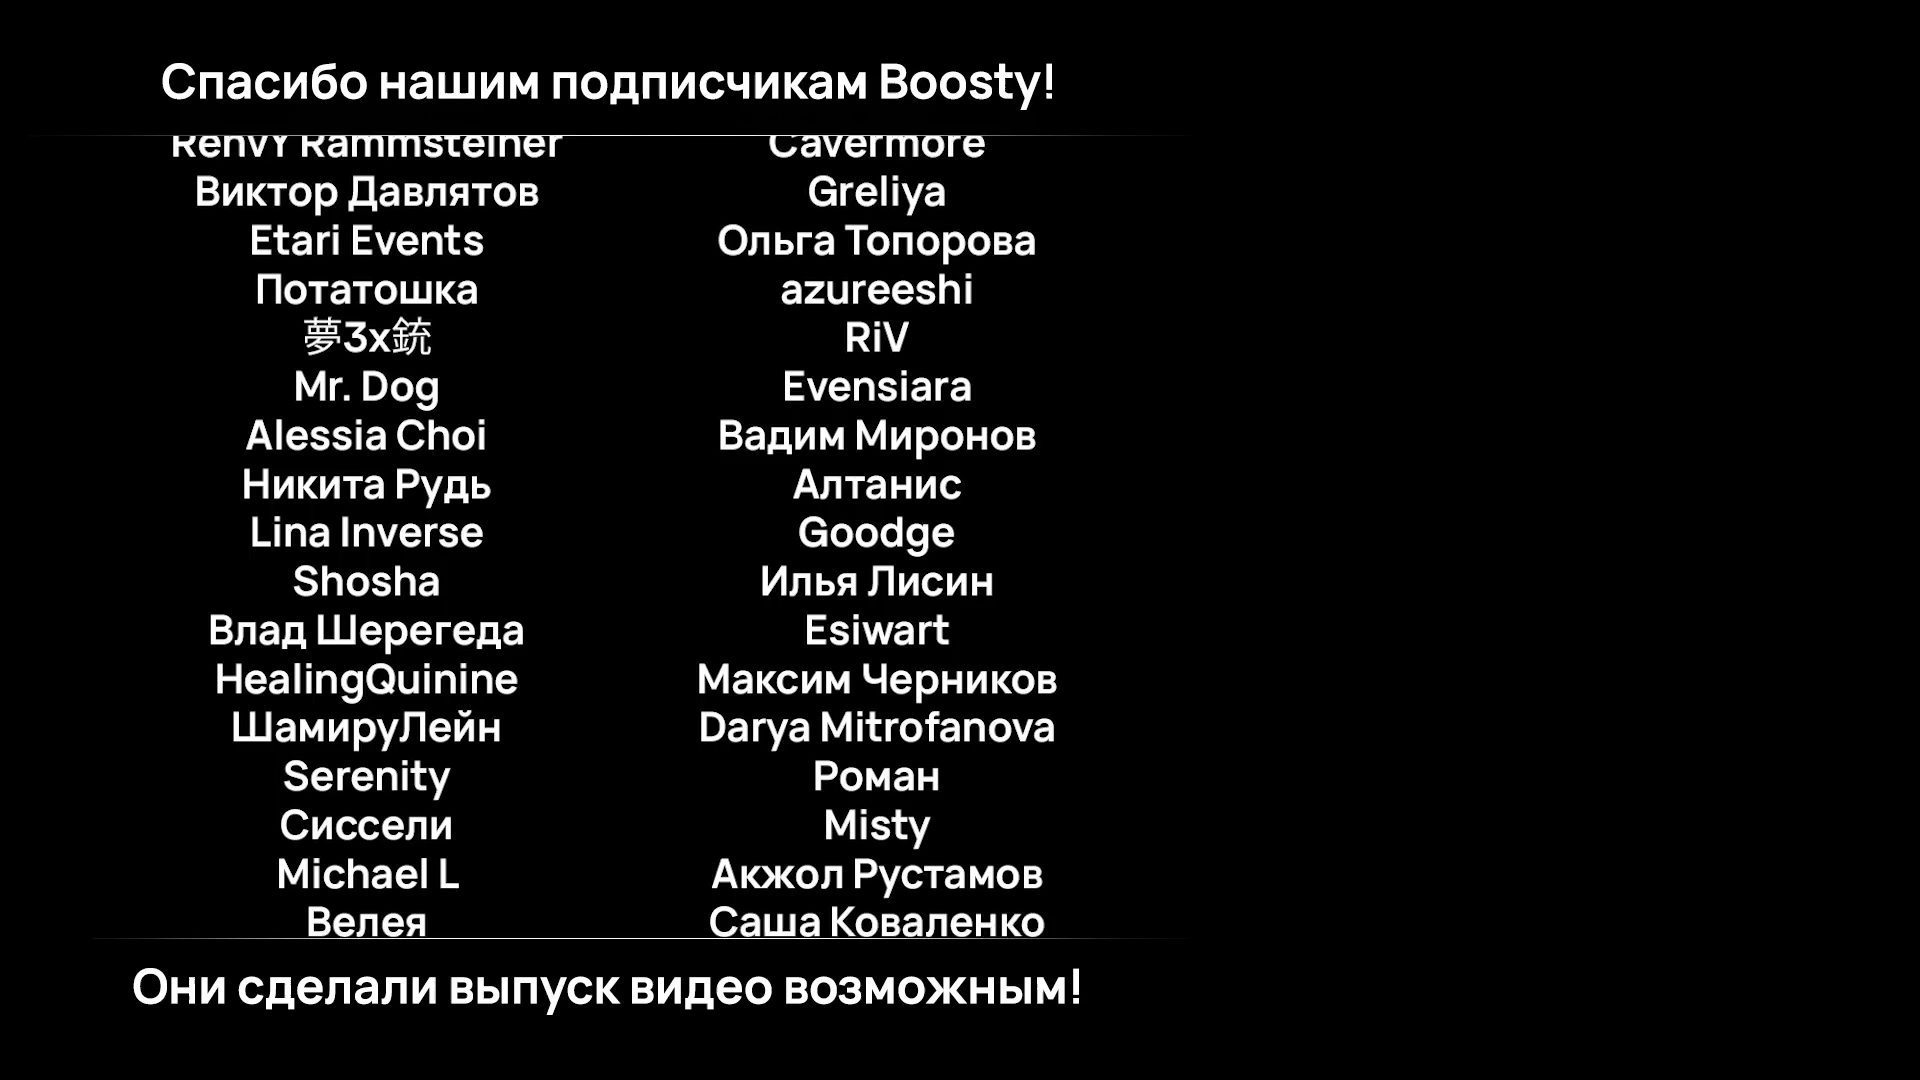 Спасибо нашим подписчикам Boosty!
RenvY Rammsteiner
Cavermore
Виктор Давлятов
Greliya
Etari Events
Ольга Топорова
Потатошка
azureeshi
夢3x銃
RiV
Mr. Dog
Evensiara
Alessia Choi
Вадим Миронов
Никита Рудь
Алтанис
Lina Inverse
Goodge
Shosha
Илья Лисин
Влад Шерегеда
Esiwart
HealingQuinine
Максим Черников
ШамируЛейн
Darya Mitrofanova
Serenity
Роман
Сиссели
Misty
Michael L
Акжол Рустамов
Велея
Саша Коваленко
Они сделали выпуск видео возможным!